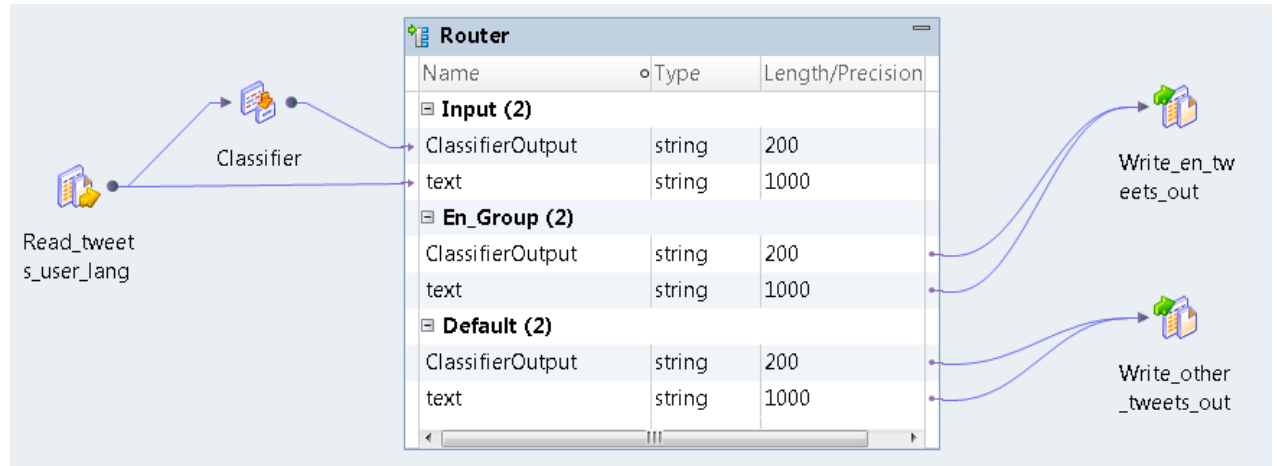 Router
Name Type Length/Precision
Input (2)
ClassifierOutput string 200
text string 1000
En_Group (2)
ClassifierOutput string 200
text string 1000
Default (2)
ClassifierOutput string 200
text string 1000
Classifier
Read_tweet
s_user_lang
Write_en_tw
eets_out
Write_other
_tweets_out